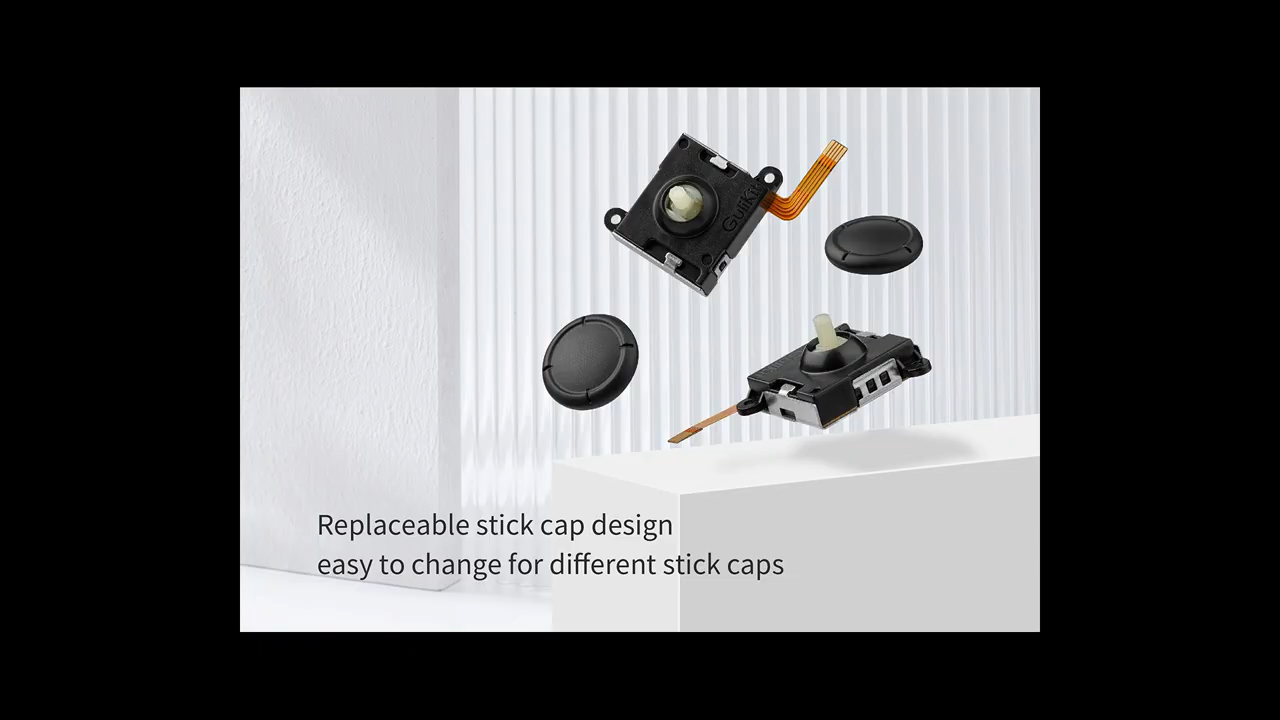 GuliKit
Replaceable stick cap design
easy to change for different stick caps